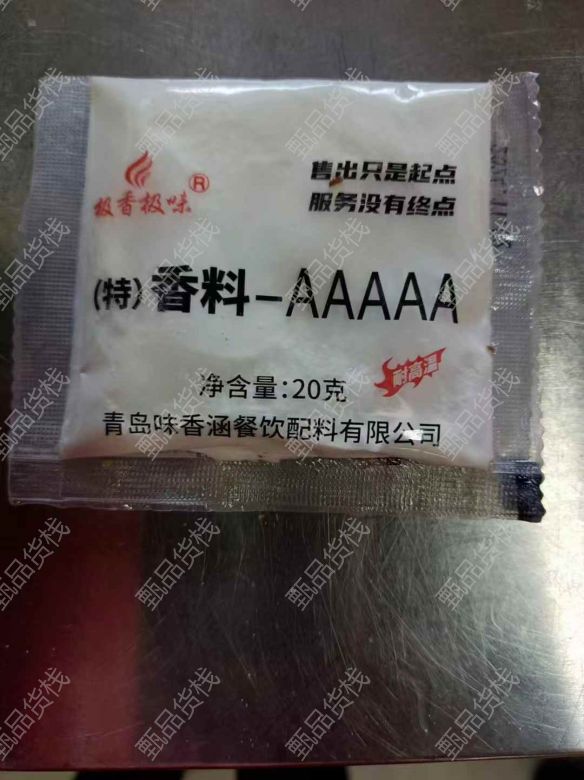 极香极味®
售出只是起点
服务没有终点
(特)香料-AAAAA
耐高温
净含量:20克
青岛味香涵餐饮配料有限公司
甄品货栈